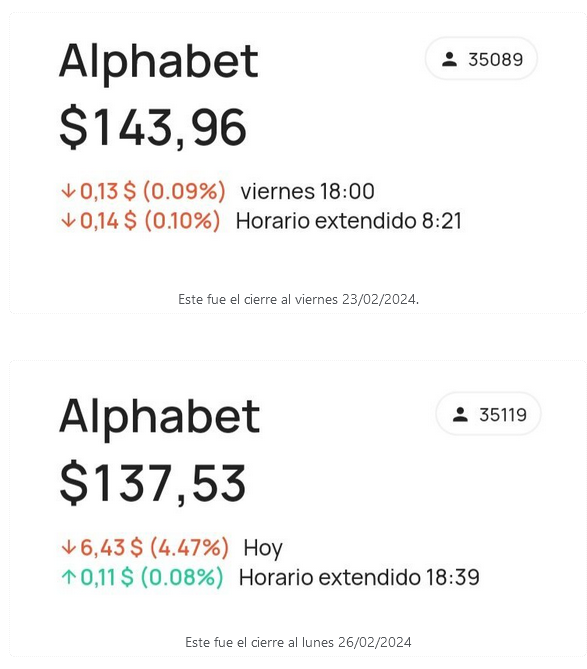 Alphabet
35089
$143,96
↓0,13 $ (0.09%) viernes 18:00
↓0,14 $ (0.10%) Horario extendido 8:21
Este fue el cierre al viernes 23/02/2024.
Alphabet
35119
$137,53
↓6,43 $ (4.47%) Hoy
↑0,11 $ (0.08%) Horario extendido 18:39
Este fue el cierre al lunes 26/02/2024